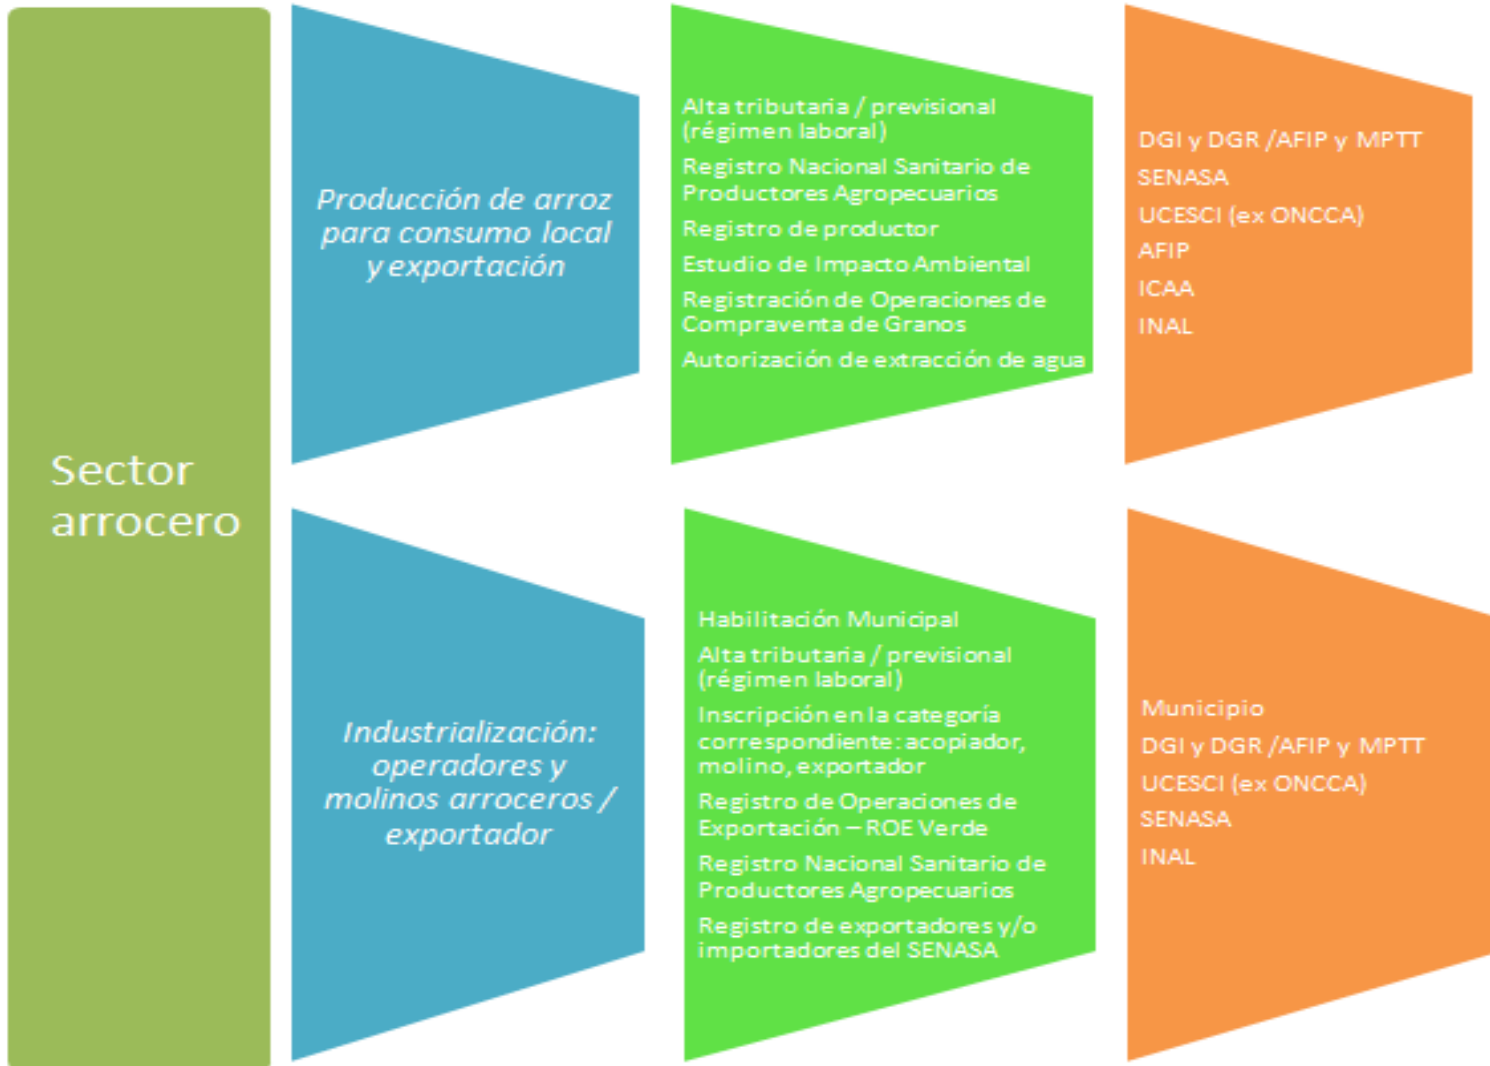 Sector
arrocero
Producción de arroz
para consumo local
y exportación
Alta tributaria / previsional
(régimen laboral)
Registro Nacional Sanitario de
Productores Agropecuarios
Registro de productor
Estudio de Impacto Ambiental
Registración de Operaciones de
Compraventa de Granos
Autorización de extracción de agua
DGI y DGR /AFIP y MPTT
SENASA
UCESCI (ex ONCCA)
AFIP
ICAA
INAL
Industrialización:
operadores y
molinos arroceros /
exportador
Habilitación Municipal
Alta tributaria / previsional
(régimen laboral)
Inscripción en la categoría
correspondiente: acopiador,
molino, exportador
Registro de Operaciones de
Exportación – ROE Verde
Registro Nacional Sanitario de
Productores Agropecuarios
Registro de exportadores y/o
importadores del SENASA
Municipio
DGI y DGR /AFIP y MPTT
UCESCI (ex ONCCA)
SENASA
INAL